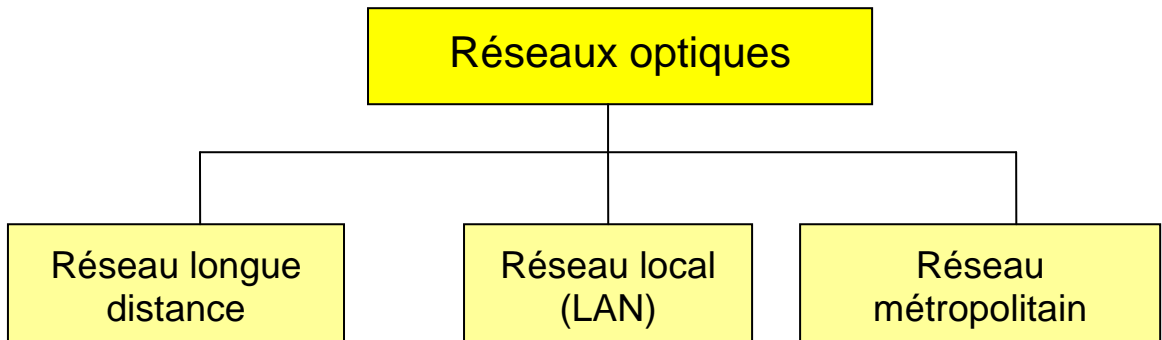 Réseaux optiques
Réseau longue
distance
Réseau local
(LAN)
Réseau
métropolitain